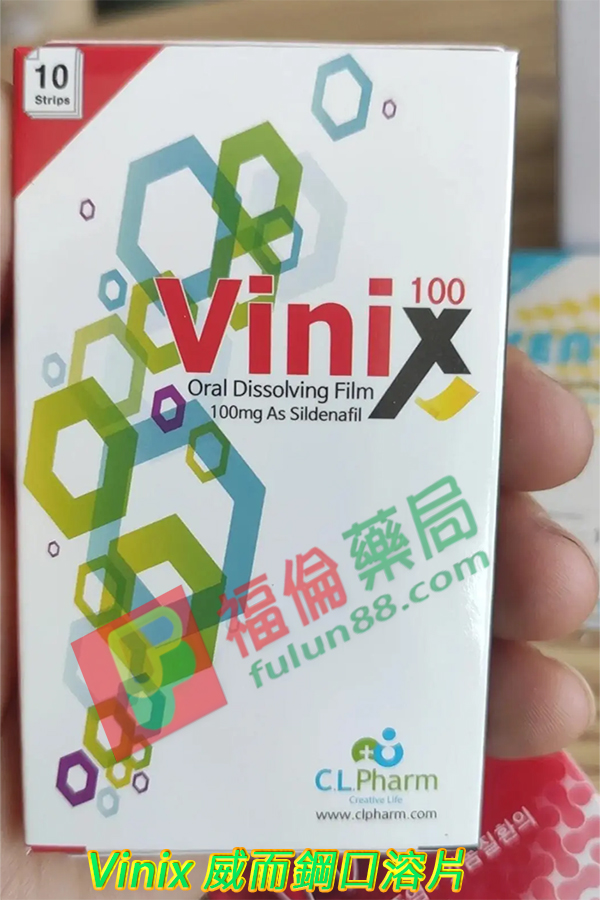 10
Strips
Vinix 100
Oral Dissolving Film
100mg As Sildenafil
福倫藥局
fulun88.com
C.L.Pharm
Creative Life
www.clpharm.com
Vinix 威而鋼口溶片